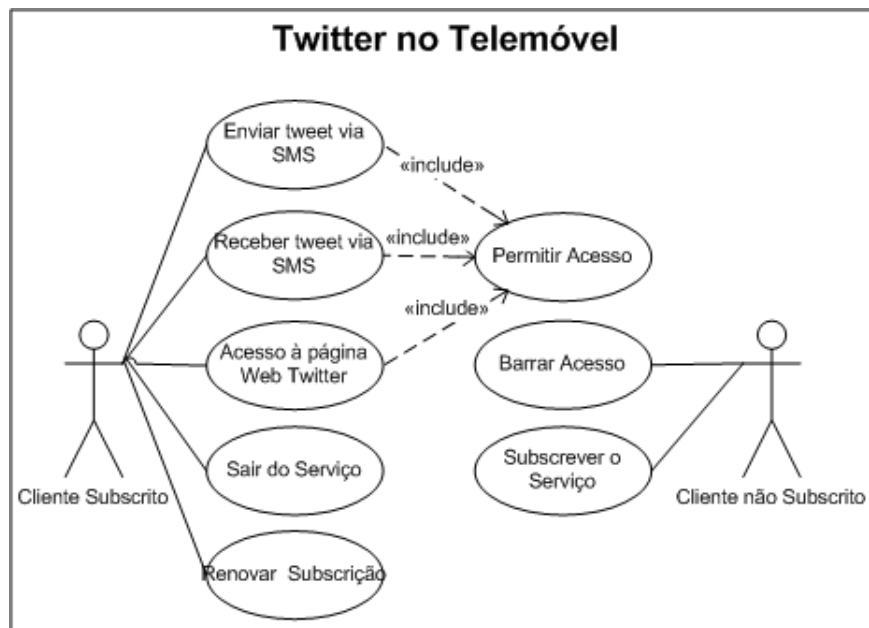 Twitter no Telemóvel
Enviar tweet via
SMS
«include»
Receber tweet via
SMS
«include»
Permitir Acesso
«include»
Acesso à página
Web Twitter
Barrar Acesso
Sair do Serviço
Subscrever o
Serviço
Cliente Subscrito
Cliente não Subscrito
Renovar Subscrição